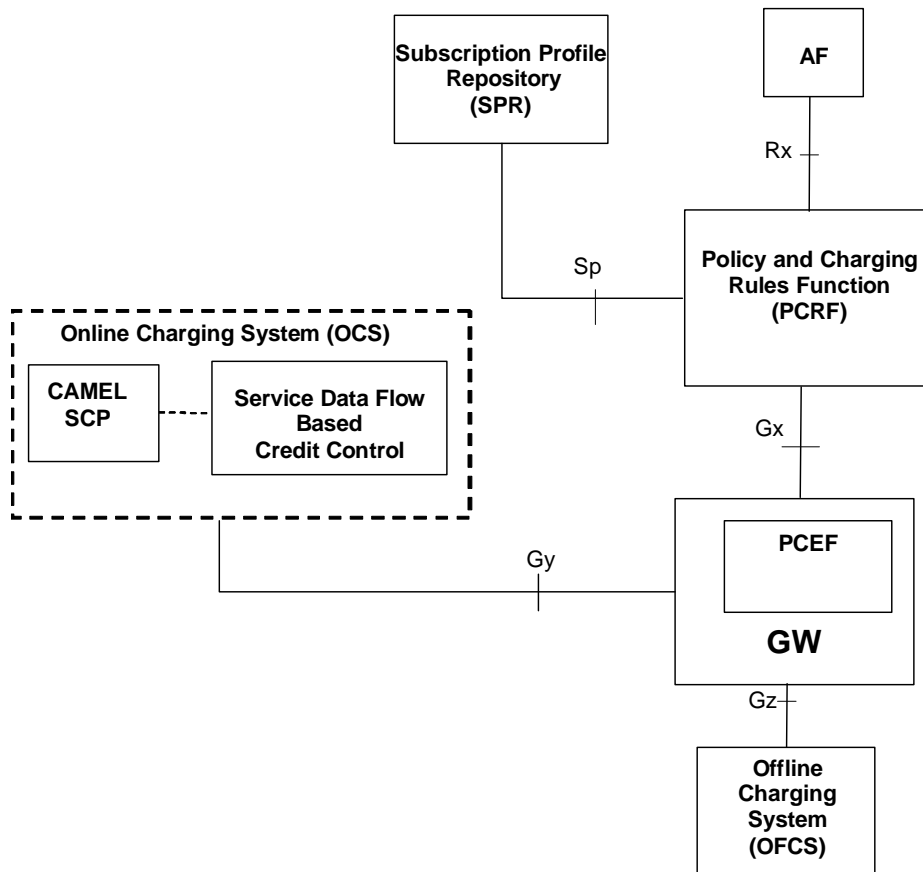 Subscription Profile
Repository
(SPR)
AF
Rx
Policy and Charging
Rules Function
(PCRF)
Sp
Online Charging System (OCS)
CAMEL
SCP
Service Data Flow
Based
Credit Control
Gx
PCEF
Gy
GW
Gz
Offline
Charging
System
(OFCS)